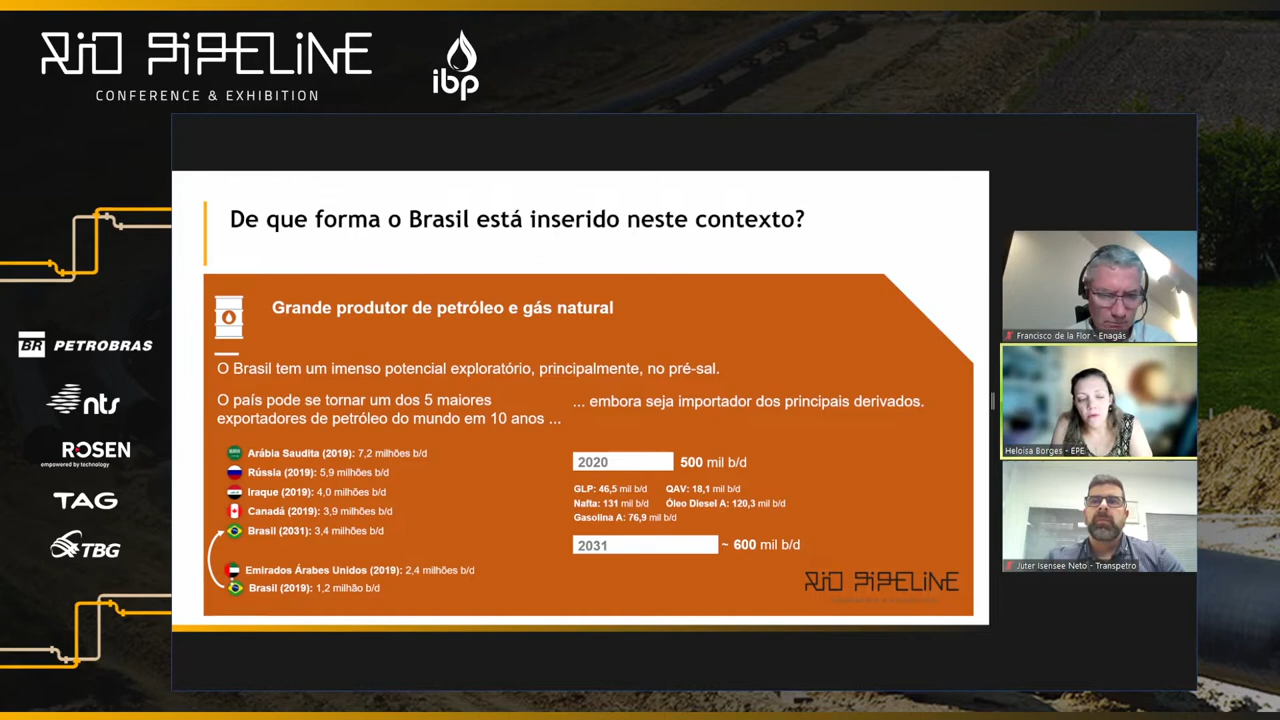 RiO PiPELiNE
CONFERENCE & EXHIBITION
ibp
De que forma o Brasil está inserido neste contexto?
Grande produtor de petróleo e gás natural
O Brasil tem um imenso potencial exploratório, principalmente, no pré-sal.
O país pode se tornar um dos 5 maiores
exportadores de petróleo do mundo em 10 anos ...
... embora seja importador dos principais derivados.
Arábia Saudita (2019): 7,2 milhões b/d
Rússia (2019): 5,9 milhões b/d
Iraque (2019): 4,0 milhões b/d
Canadá (2019): 3,9 milhões b/d
Brasil (2031): 3,4 milhões b/d
Emirados Árabes Unidos (2019): 2,4 milhões b/d
Brasil (2019): 1,2 milhão b/d
2020 500 mil b/d
GLP: 46,5 mil b/d QAV: 18,1 mil b/d
Nafta: 131 mil b/d Óleo Diesel A: 120,3 mil b/d
Gasolina A: 76,9 mil b/d
2031 ~ 600 mil b/d
RiO PiPELiNE
BR PETROBRAS
nts
ROSEN
empowered by technology
TAG
TBG
Francisco de la Flor - Enagás
Heloisa Borges - EPE
Juter Isensee Neto - Transpetro